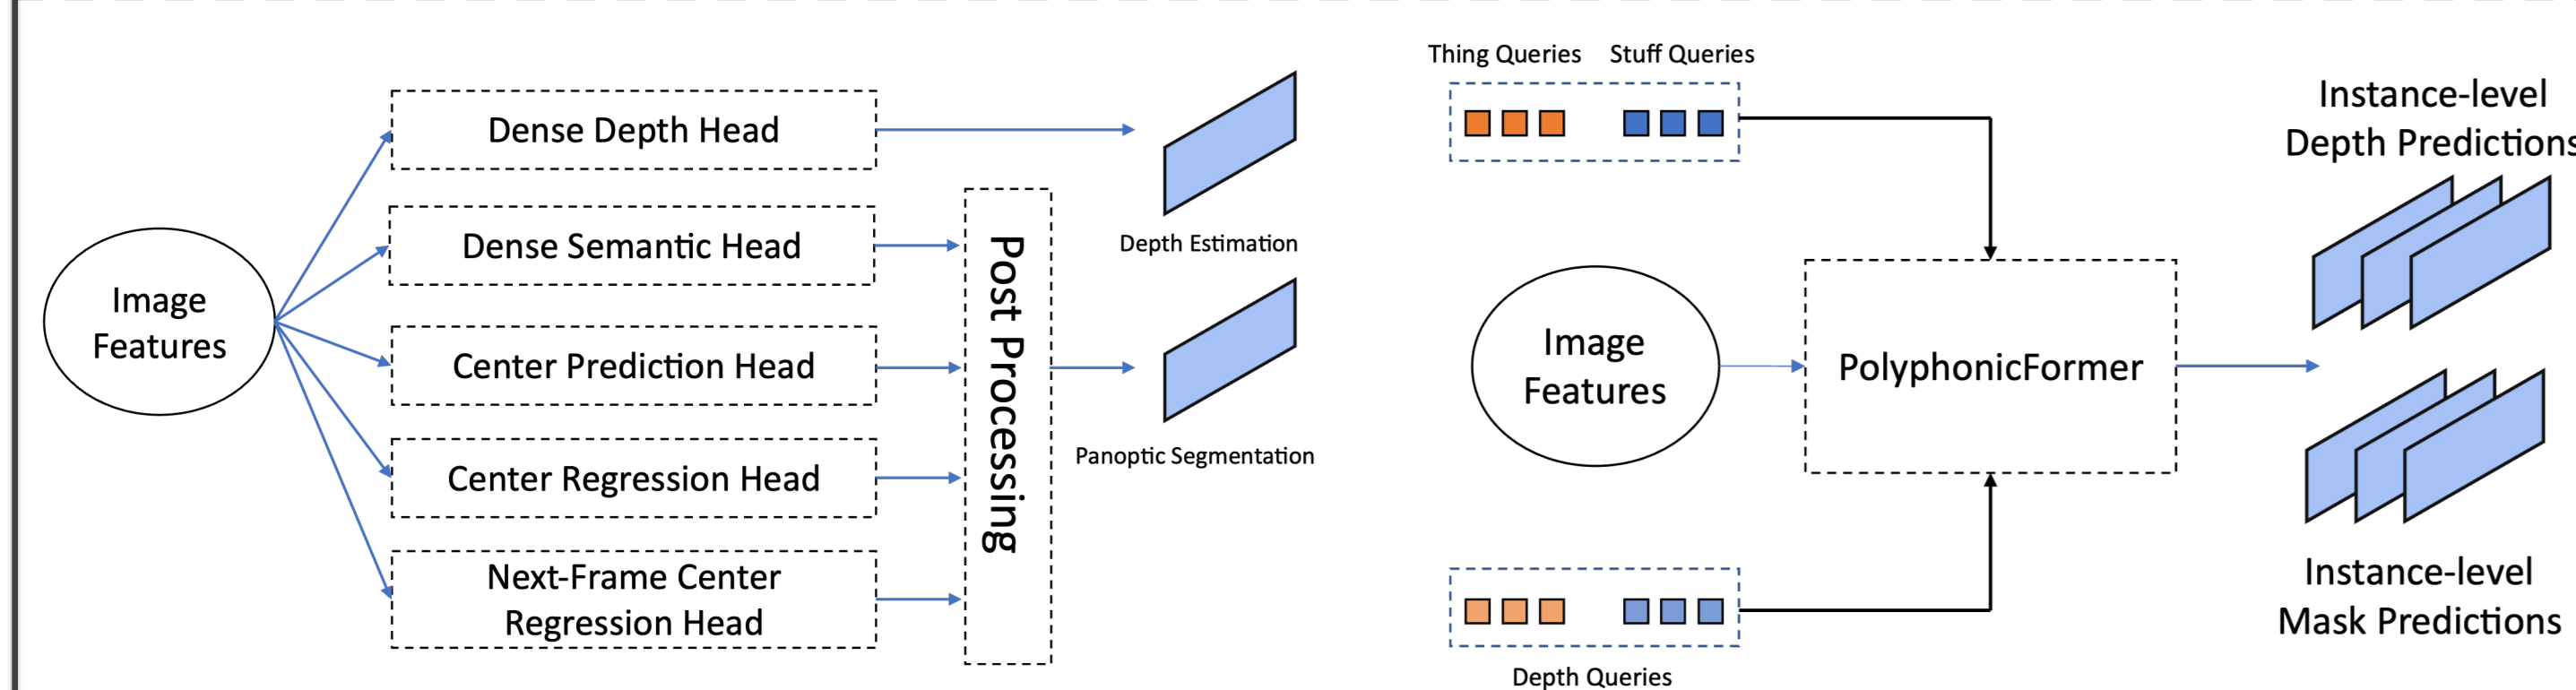 Image
Features
Dense Depth Head
Dense Semantic Head
Center Prediction Head
Center Regression Head
Next-Frame Center
Regression Head
Post Processing
Depth Estimation
Panoptic Segmentation
Thing Queries
Stuff Queries
Image
Features
PolyphonicFormer
Depth Queries
Instance-level
Depth Predictions
Instance-level
Mask Predictions